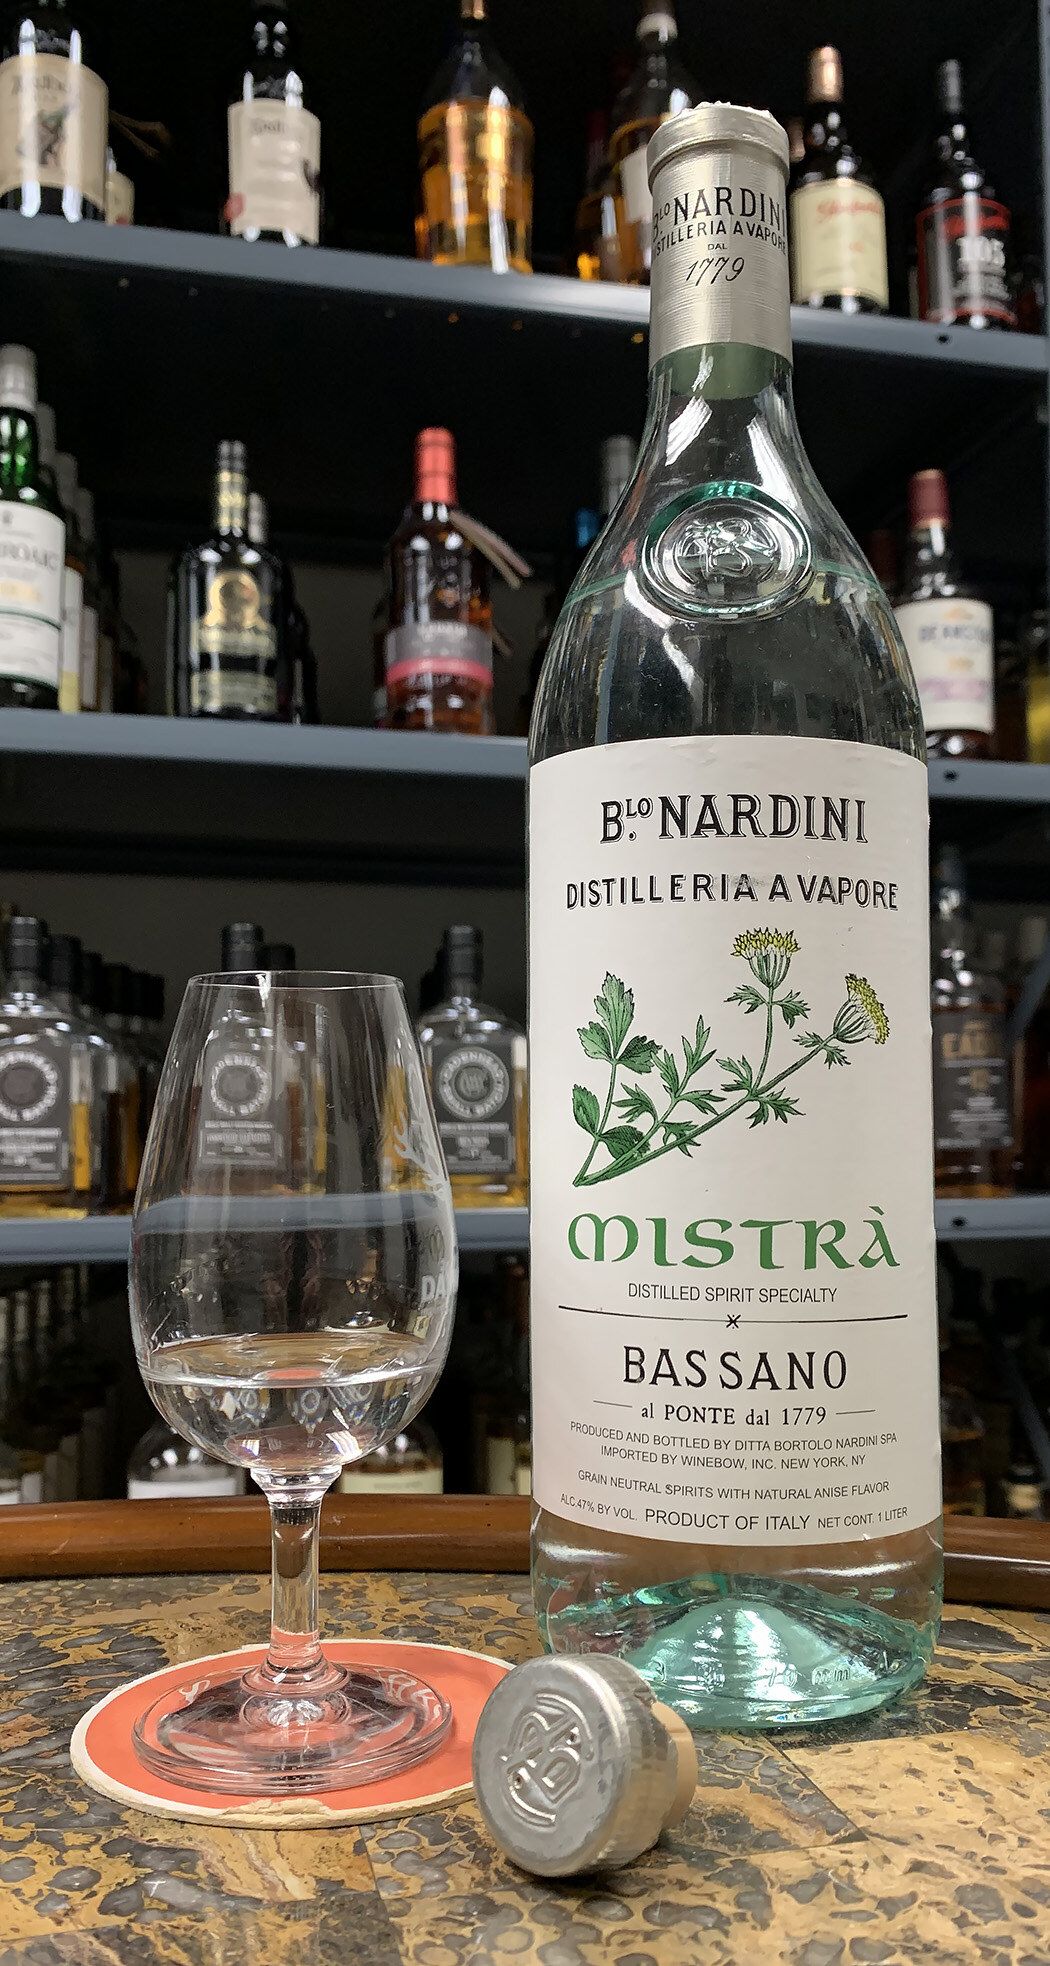 B.LO NARDINI
DISTILLERIA A VAPORE
DAL
1779
105
B.LO NARDINI
DISTILLERIA A VAPORE
MISTRÀ
DISTILLED SPIRIT SPECIALTY
BASSANO
al PONTE dal 1779
PRODUCED AND BOTTLED BY DITTA BORTOLO NARDINI SPA
IMPORTED BY WINEBOW, INC. NEW YORK, NY
GRAIN NEUTRAL SPIRITS WITH NATURAL ANISE FLAVOR
ALC.47% BY VOL. PRODUCT OF ITALY NET CONT. 1 LITER